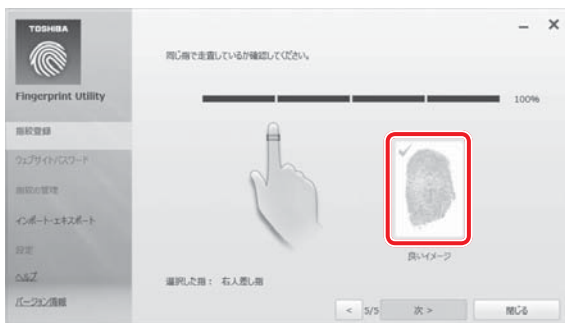 TOSHIBA
Fingerprint Utility
指紋登録
ウェブサイト/パスワード
指紋の管理
インポート・エキスポート
設定
ヘルプ
バージョン情報
同じ指で走査しているか確認してください。
100%
良いイメージ
選択した指： 右人差し指
< 5/5 次 > 閉じる